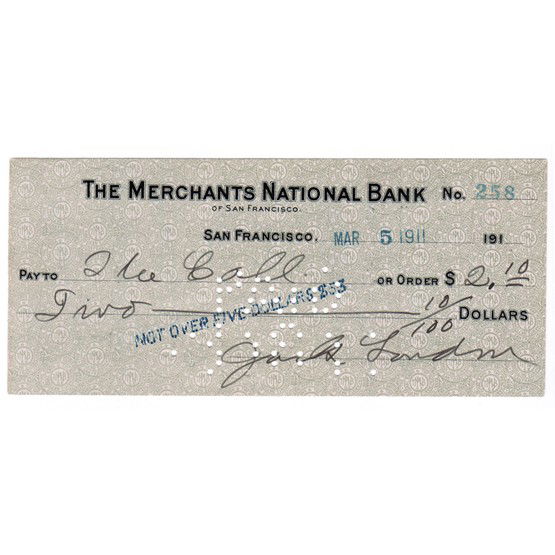 THE MERCHANTS NATIONAL BANK No. 258
OF SAN FRANCISCO.
SAN FRANCISCO, MAR 5 1911 191
PAY TO The Call OR ORDER $ 2.10
Two 10/100 DOLLARS
NOT OVER FIVE DOLLARS $5$
Jack London